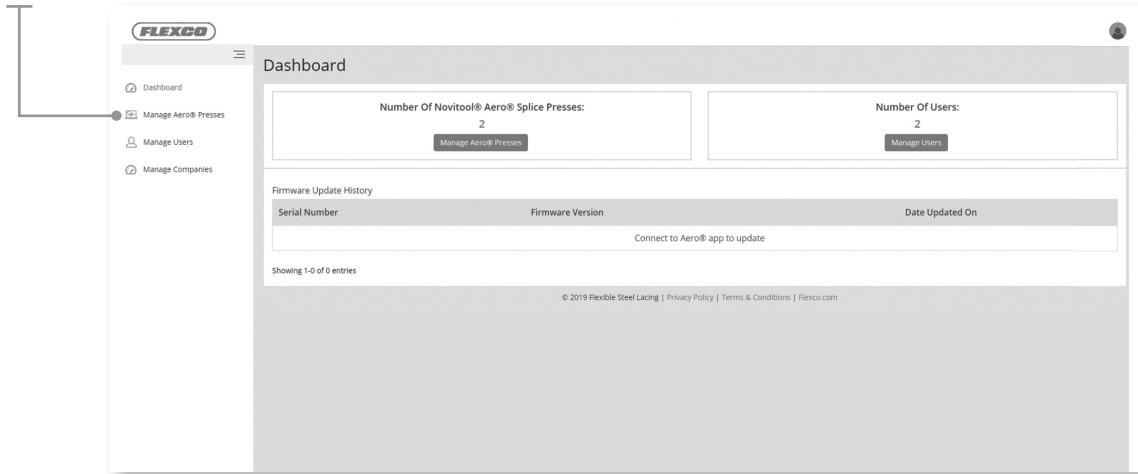 FLEXCO
Dashboard
Dashboard
Manage Aero® Presses
Manage Users
Manage Companies
Number Of Novitool® Aero® Splice Presses:
2
Manage Aero® Presses
Number Of Users:
2
Manage Users
Firmware Update History
Serial Number Firmware Version Date Updated On
Connect to Aero® app to update
Showing 1-0 of 0 entries
© 2019 Flexible Steel Lacing | Privacy Policy | Terms & Conditions | Flexco.com